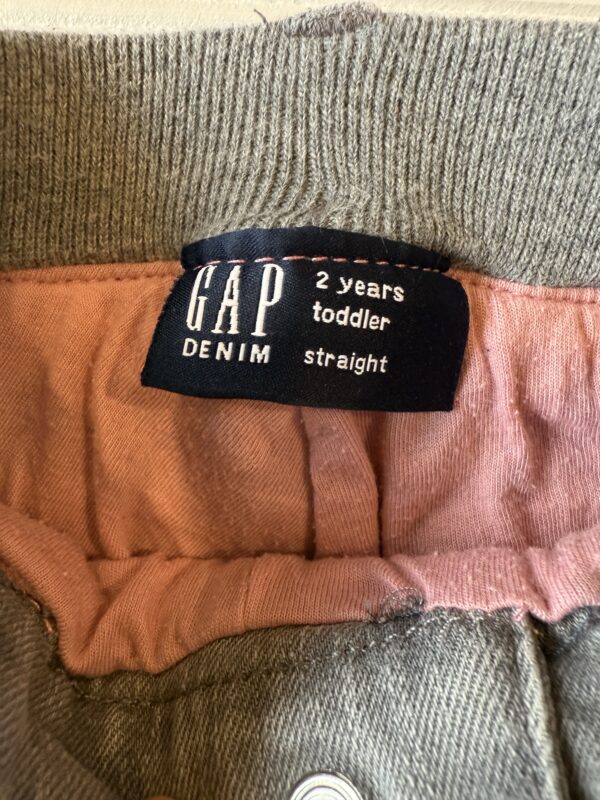 GAP
DENIM
2 years
toddler
straight